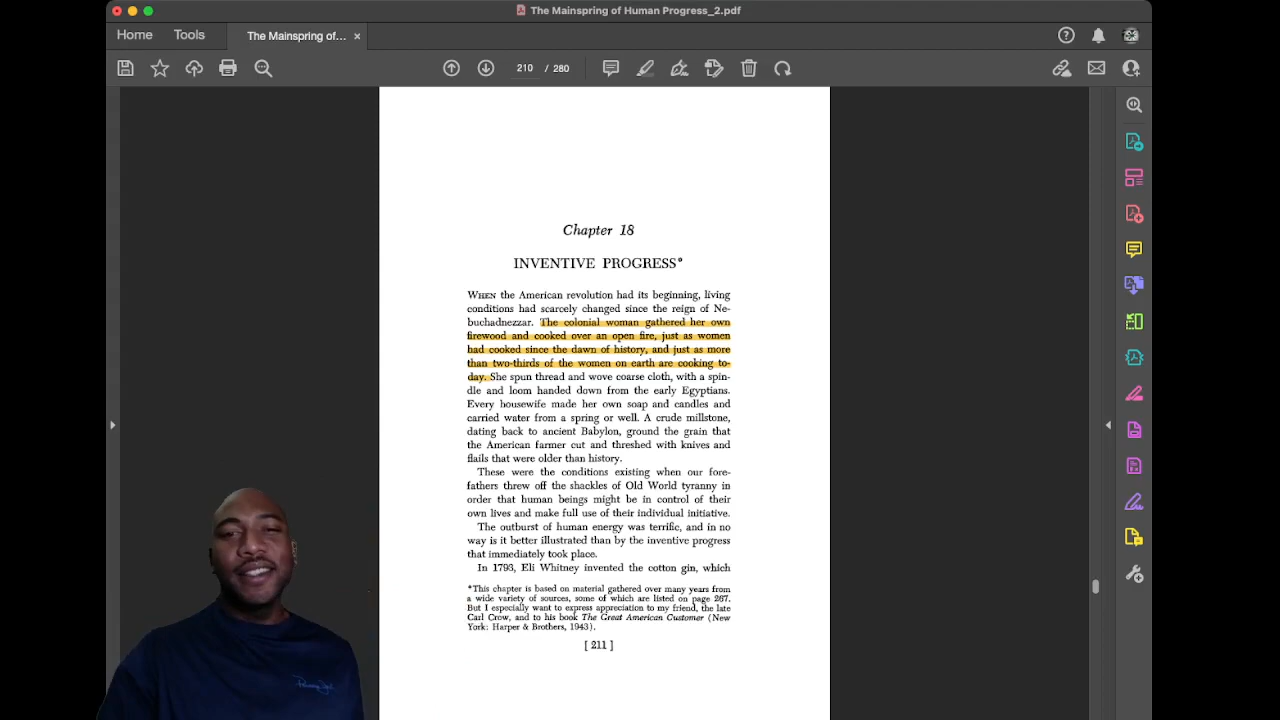 The Mainspring of Human Progress_2.pdf
Home
Tools
The Mainspring of...
×
210 / 280
Chapter 18
INVENTIVE PROGRESS*
When the American revolution had its beginning, living
conditions had scarcely changed since the reign of Ne-
buchadnezzar. The colonial woman gathered her own
firewood and cooked over an open fire, just as women
had cooked since the dawn of history, and just as more
than two-thirds of the women on earth are cooking to-
day. She spun thread and wove coarse cloth, with a spin-
dle and loom handed down from the early Egyptians.
Every housewife made her own soap and candles and
carried water from a spring or well. A crude millstone,
dating back to ancient Babylon, ground the grain that
the American farmer cut and threshed with knives and
flails that were older than history.
These were the conditions existing when our fore-
fathers threw off the shackles of Old World tyranny in
order that human beings might be in control of their
own lives and make full use of their individual initiative.
The outburst of human energy was terrific, and in no
way is it better illustrated than by the inventive progress
that immediately took place.
In 1793, Eli Whitney invented the cotton gin, which
*This chapter is based on material gathered over many years from
a wide variety of sources, some of which are listed on page 267.
But I especially want to express appreciation to my friend, the late
Carl Crow, and to his book The Great American Customer (New
York: Harper & Brothers, 1943).
[ 211 ]